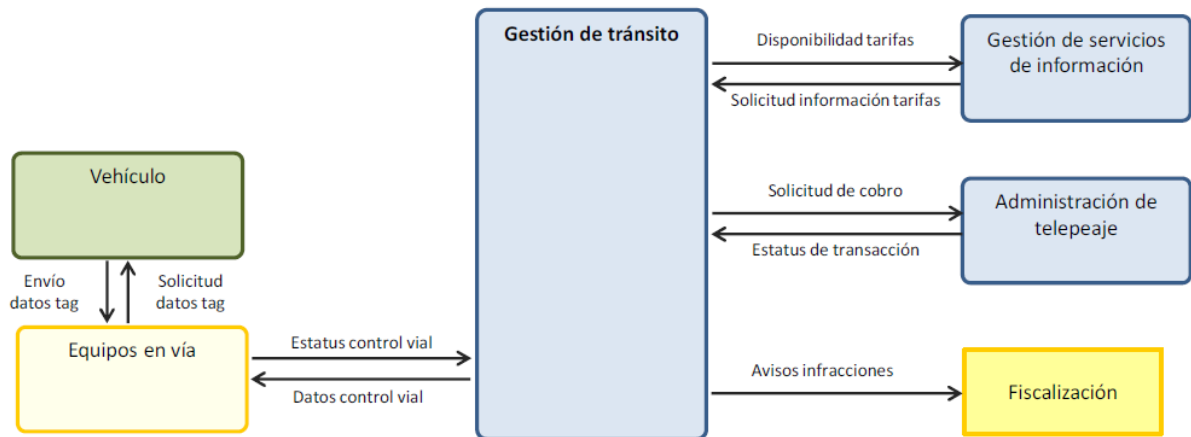 Gestión de tránsito
Disponibilidad tarifas
Solicitud información tarifas
Gestión de servicios
de información
Vehículo
Solicitud de cobro
Estatus de transacción
Administración de
telepeaje
Envío
datos tag
Solicitud
datos tag
Equipos en vía
Estatus control vial
Datos control vial
Avisos infracciones
Fiscalización